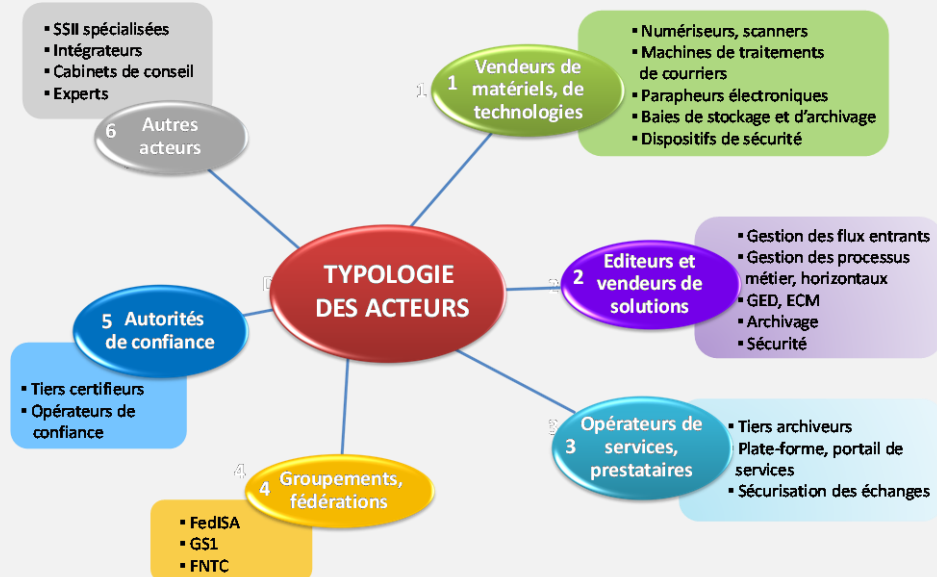 TYPOLOGIE
DES ACTEURS
1 Vendeurs de
matériels, de
technologies
▪ Numériseurs, scanners
▪ Machines de traitements
de courriers
▪ Parapheurs électroniques
▪ Baies de stockage et d'archivage
▪ Dispositifs de sécurité
2 Editeurs et
vendeurs de
solutions
▪ Gestion des flux entrants
▪ Gestion des processus
métier, horizontaux
▪ GED, ECM
▪ Archivage
▪ Sécurité
3 Opérateurs de
services,
prestataires
▪ Tiers archiveurs
Plate-forme, portail de
services
▪ Sécurisation des échanges
4 Groupements,
fédérations
▪ FedISA
▪ GS1
▪ FNTC
5 Autorités
de confiance
▪ Tiers certifieurs
▪ Opérateurs de
confiance
6 Autres
acteurs
▪ SSII spécialisées
▪ Intégrateurs
▪ Cabinets de conseil
▪ Experts